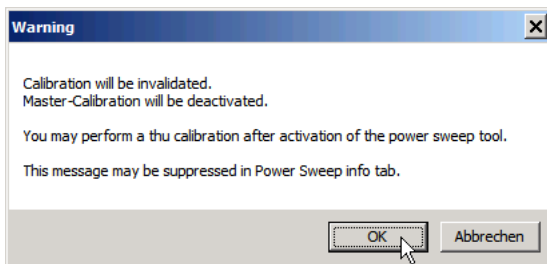 Warning
Calibration will be invalidated.
Master-Calibration will be deactivated.
You may perform a thu calibration after activation of the power sweep tool.
This message may be suppressed in Power Sweep info tab.
OK Abbrechen